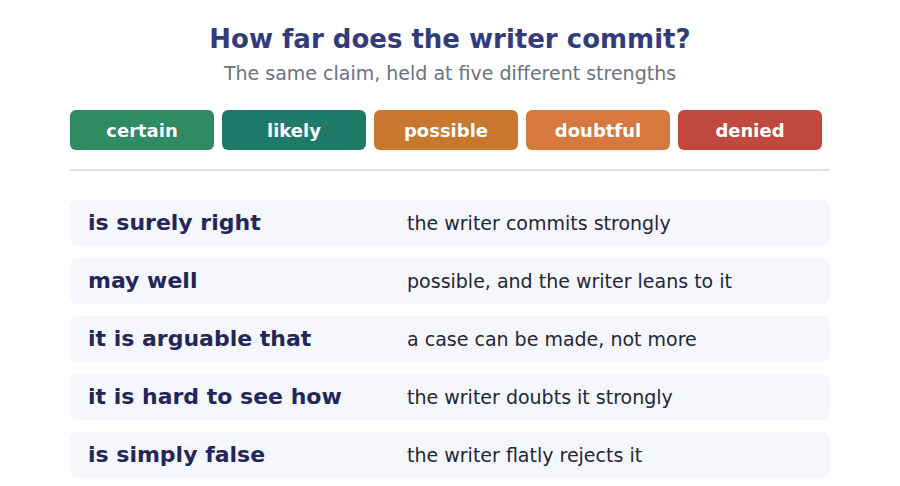 How far does the writer commit?
The same claim, held at five different strengths
certain likely possible doubtful denied
is surely right the writer commits strongly
may well possible, and the writer leans to it
it is arguable that a case can be made, not more
it is hard to see how the writer doubts it strongly
is simply false the writer flatly rejects it